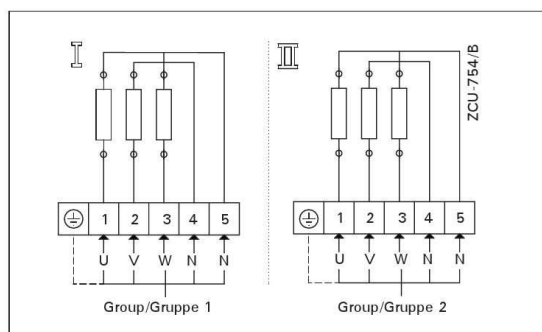 I
II
ZCU-754/B
1 2 3 4 5
1 2 3 4 5
U V W N N
U V W N N
Group/Gruppe 1
Group/Gruppe 2